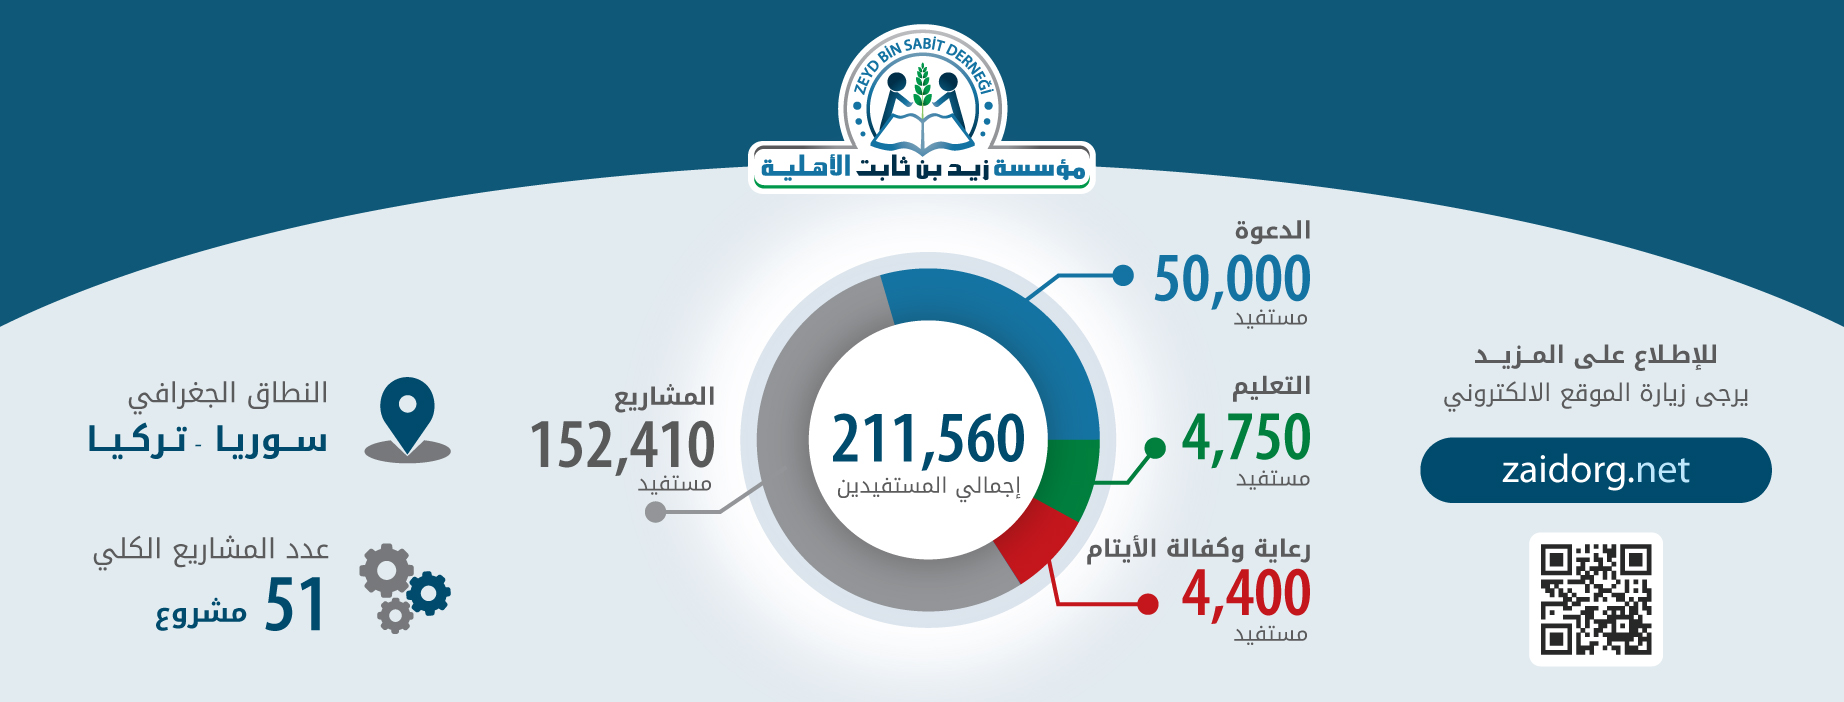 ZEYD BİN SABİT DERNEĞİ
مؤسسة زيد بن ثابت الأهلية
الدعوة
50,000
مستفيد
التعليم
4,750
مستفيد
رعاية وكفالة الأيتام
4,400
مستفيد
المشاريع
152,410
مستفيد
211,560
إجمالي المستفيدين
للإطلاع على المزيد
يرجى زيارة الموقع الالكتروني
zaidorg.net
النطاق الجغرافي
سوريا - تركيا
عدد المشاريع الكلي
51 مشروع